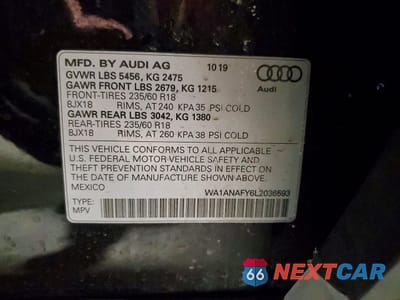 MFD. BY AUDI AG
10 19
GVWR LBS 5456, KG 2475
GAWR FRONT LBS 2679, KG 1215
FRONT-TIRES 235/60 R18
8JX18 RIMS, AT 240 KPA 35 PSI COLD
GAWR REAR LBS 3042, KG 1380
REAR-TIRES 235/60 R18
8JX18 RIMS, AT 260 KPA 38 PSI COLD
Audi
THIS VEHICLE CONFORMS TO ALL APPLICABLE
U.S. FEDERAL MOTOR-VEHICLE SAFETY AND
THEFT PREVENTION STANDARDS IN EFFECT ON
THE DATE OF MANUFACTURE SHOWN ABOVE
MEXICO
WA1ANAFY6L2036693
TYPE:
MPV
66 NEXTCAR